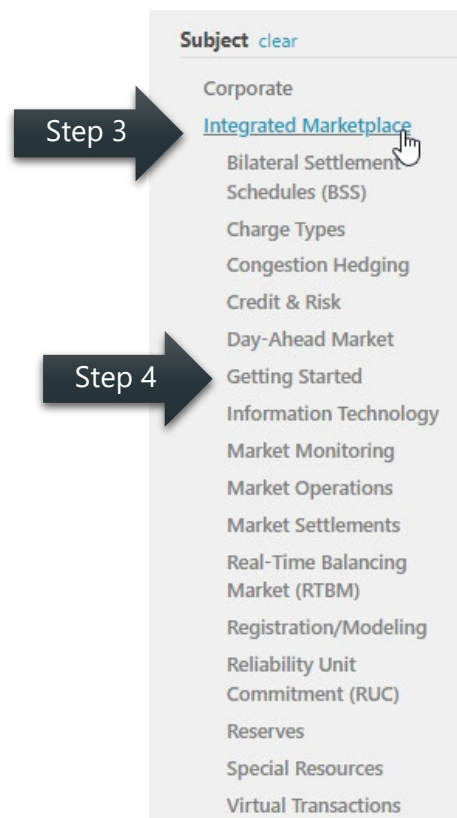 Subject clear
Corporate
Step 3
Integrated Marketplace
Bilateral Settlement
Schedules (BSS)
Charge Types
Congestion Hedging
Credit & Risk
Day-Ahead Market
Step 4
Getting Started
Information Technology
Market Monitoring
Market Operations
Market Settlements
Real-Time Balancing
Market (RTBM)
Registration/Modeling
Reliability Unit
Commitment (RUC)
Reserves
Special Resources
Virtual Transactions